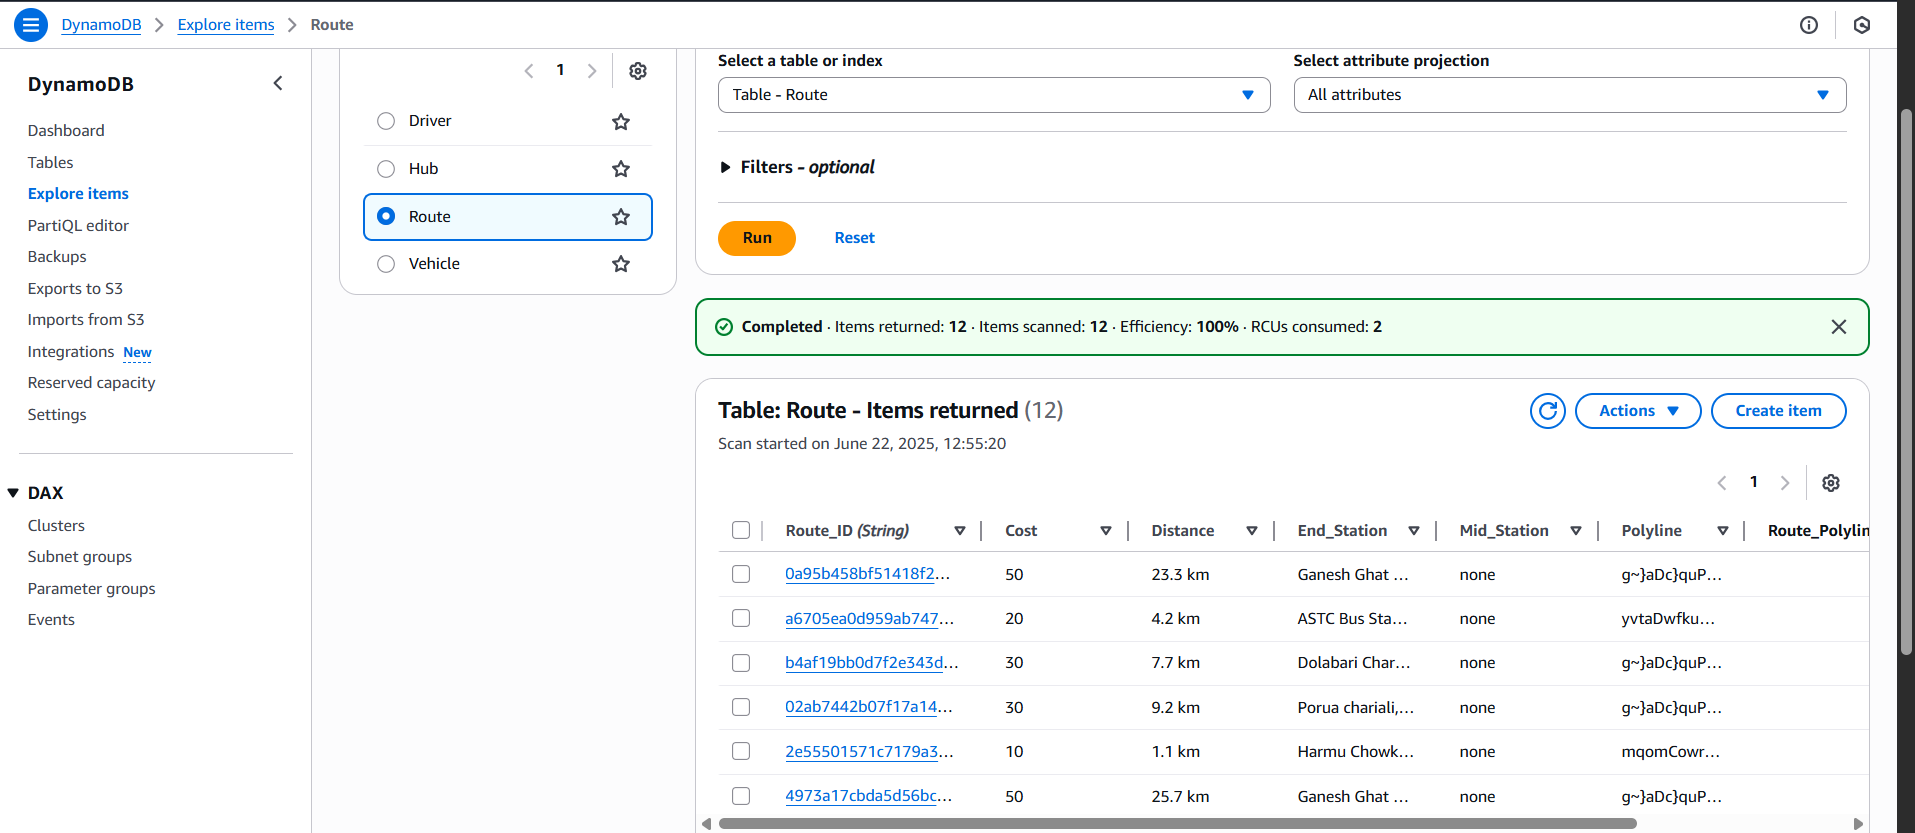 DynamoDB > Explore items > Route
DynamoDB
Dashboard
Tables
Explore items
PartiQL editor
Backups
Exports to S3
Imports from S3
Integrations New
Reserved capacity
Settings
DAX
Clusters
Subnet groups
Parameter groups
Events
1
Driver
Hub
Route
Vehicle
Select a table or index
Table - Route
Select attribute projection
All attributes
Filters - optional
Run Reset
Completed · Items returned: 12 · Items scanned: 12 · Efficiency: 100% · RCUs consumed: 2
Table: Route - Items returned (12)
Scan started on June 22, 2025, 12:55:20
Actions Create item
1
Route_ID (String) Cost Distance End_Station Mid_Station Polyline Route_Polylin
0a95b458bf51418f2... 50 23.3 km Ganesh Ghat ... none g~}aDc}quP...
a6705ea0d959ab747... 20 4.2 km ASTC Bus Sta... none yvtaDwfku...
b4af19bb0d7f2e343d... 30 7.7 km Dolabari Char... none g~}aDc}quP...
02ab7442b07f17a14... 30 9.2 km Porua chariali,... none g~}aDc}quP...
2e55501571c7179a3... 10 1.1 km Harmu Chowk... none mqomCowr...
4973a17cbda5d56bc... 50 25.7 km Ganesh Ghat ... none g~}aDc}quP...